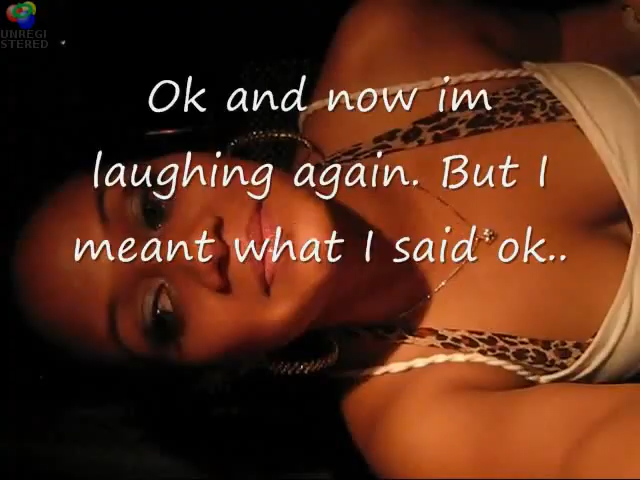 UNREGI
STERED
Ok and now im
laughing again. But I
meant what I said ok..